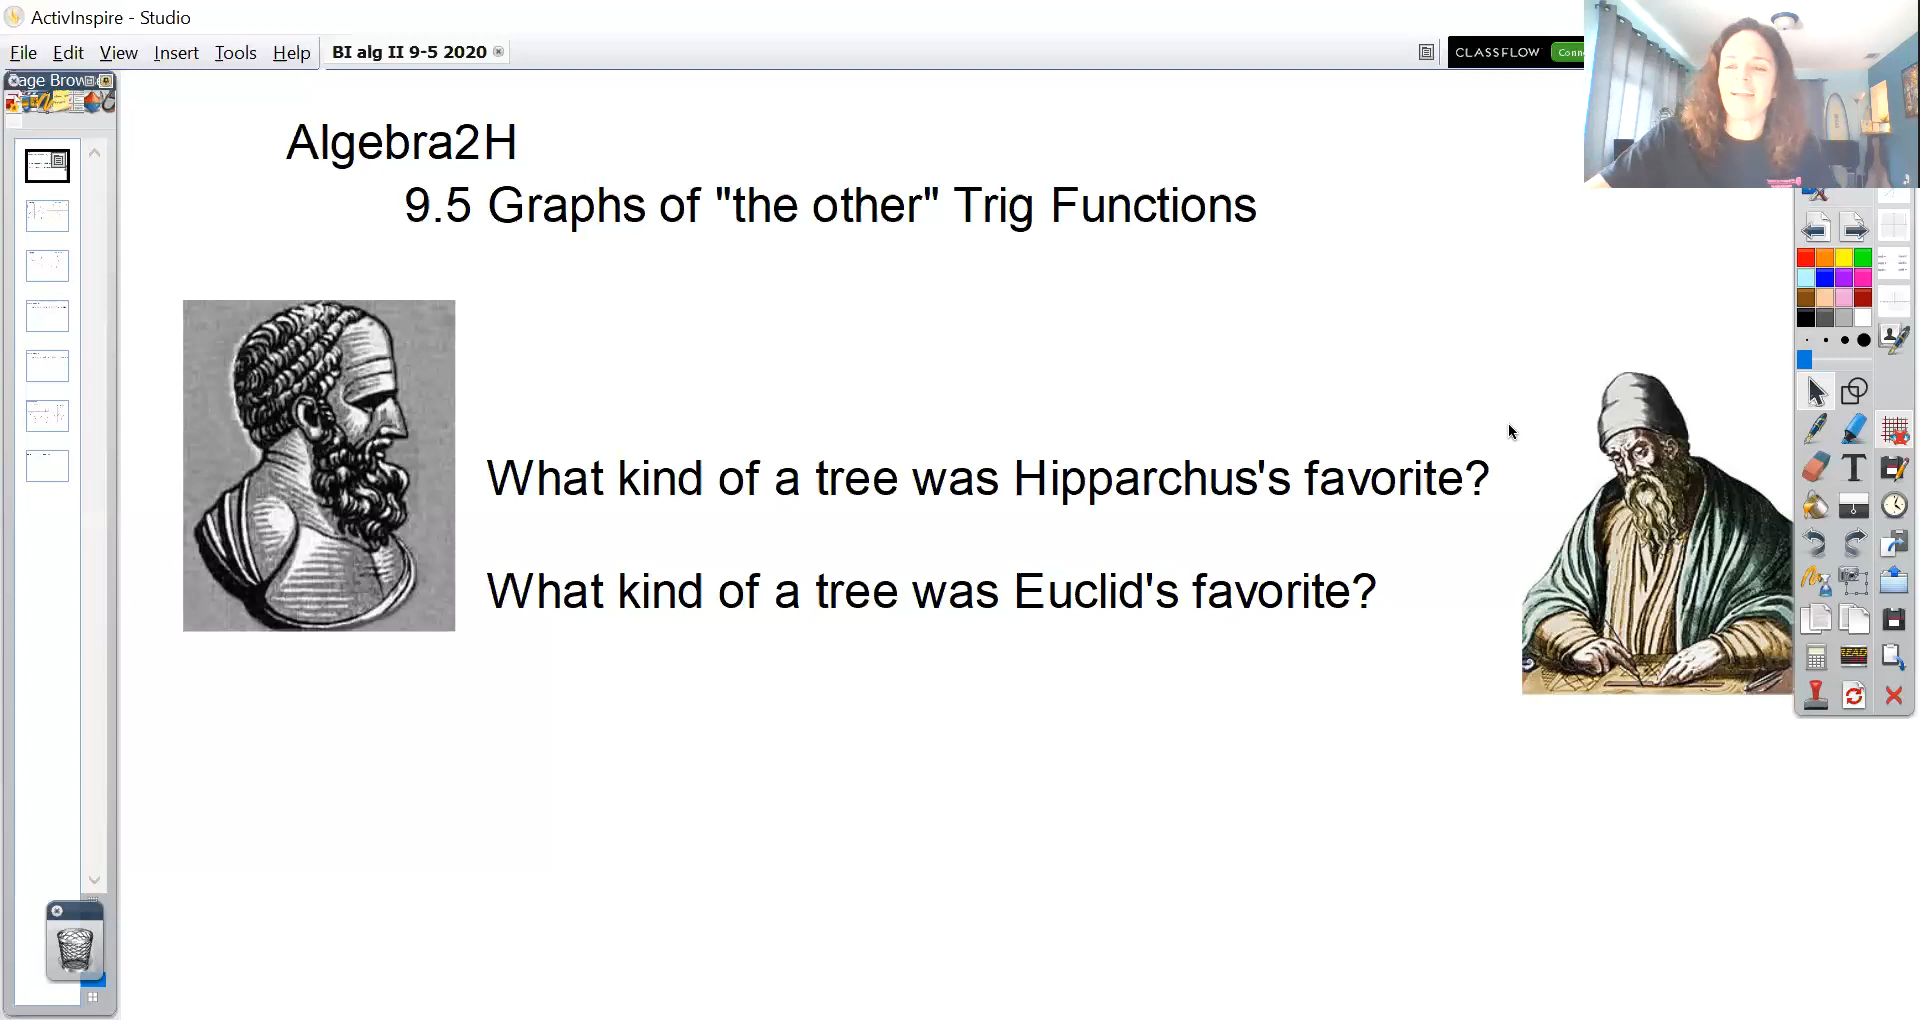 ActivInspire - Studio
File Edit View Insert Tools Help
BI alg II 9-5 2020
CLASSFLOW
Algebra2H
9.5 Graphs of "the other" Trig Functions
What kind of a tree was Hipparchus's favorite?
What kind of a tree was Euclid's favorite?